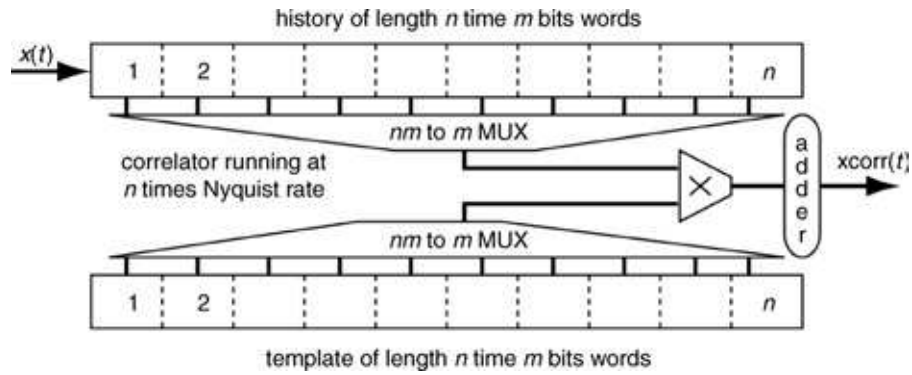 history of length n time m bits words
x(t)
1 2 n
nm to m MUX
correlator running at
n times Nyquist rate
adder
xcorr(t)
nm to m MUX
1 2 n
template of length n time m bits words